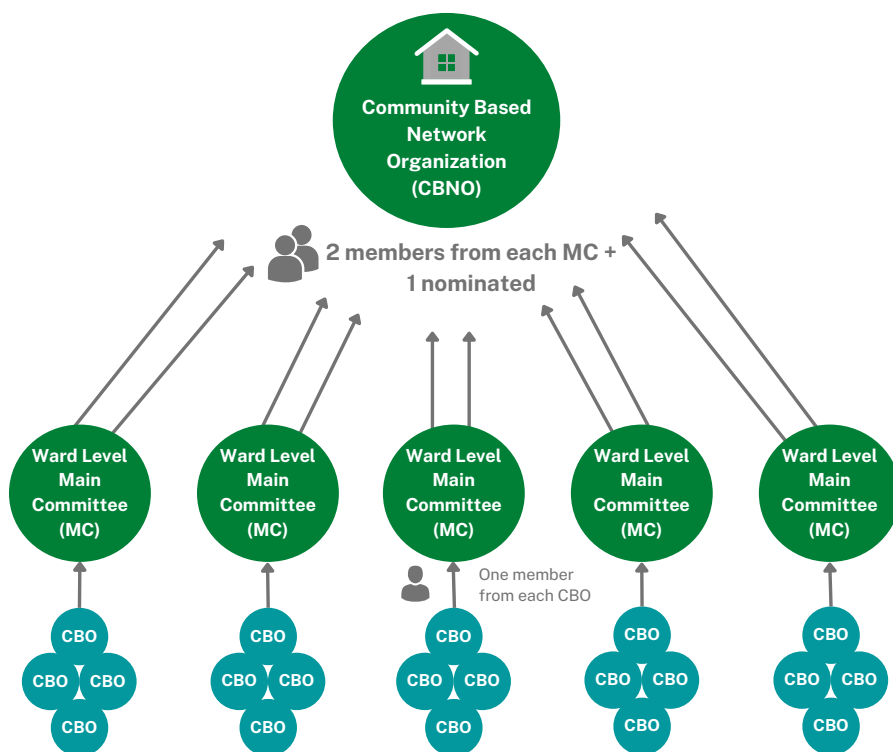 Community Based
Network
Organization
(CBNO)
2 members from each MC +
1 nominated
Ward Level
Main
Committee
(MC)
Ward Level
Main
Committee
(MC)
Ward Level
Main
Committee
(MC)
Ward Level
Main
Committee
(MC)
Ward Level
Main
Committee
(MC)
One member
from each CBO
CBO
CBO CBO
CBO
CBO
CBO CBO
CBO
CBO
CBO CBO
CBO
CBO
CBO CBO
CBO
CBO
CBO CBO
CBO